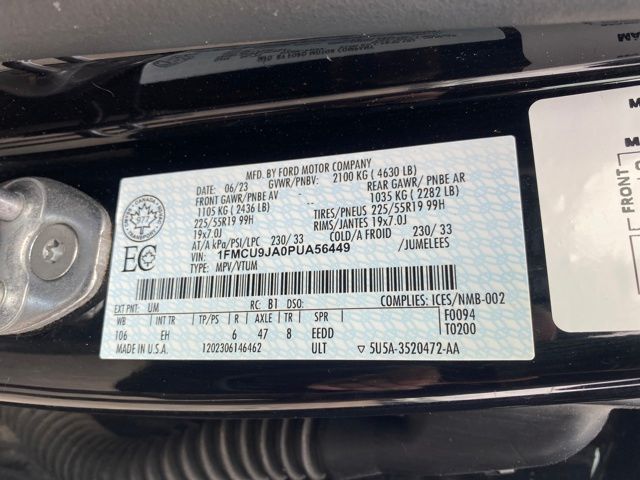 MFD. BY FORD MOTOR COMPANY
DATE: 06/23 GVWR/PNBV: 2100 KG ( 4630 LB)
FRONT GAWR/PNBE AV REAR GAWR/ PNBE AR
1105 KG ( 2436 LB) 1035 KG ( 2282 LB)
225/55R19 99H TIRES/PNEUS 225/55R19 99H
19x7.0J RIMS/JANTES 19x7.0J
AT/A kPa/PSI/LPC 230/ 33 COLD/A FROID 230/ 33
VIN: 1FMCU9JA0PUA56449 /JUMELEES
TYPE: MPV/VTUM
EC
EXT PNT: UM RC: B1 DSO: COMPLIES: ICES/NMB-002
WB INT TR TP/PS R AXLE TR SPR F0094
106 EH 6 47 8 EEDD T0200
MADE IN U.S.A. 1202306146462 ULT ▽ 5U5A-3520472-AA
FRONT